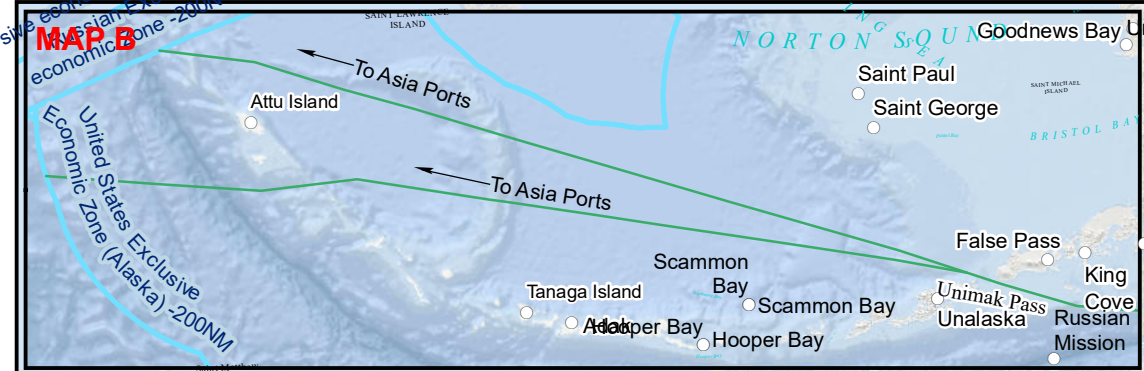 MAP B
Russian Exclusive
economic zone -200NM
SAINT LAWRENCE
ISLAND
NORTON SOUND
Goodnews Bay
Saint Paul
Saint George
SAINT MICHAEL
ISLAND
BRISTOL BAY
To Asia Ports
Attu Island
United States Exclusive
Economic Zone (Alaska) -200NM
To Asia Ports
False Pass
King
Cove
Scammon
Bay
Scammon Bay
Unimak Pass
Unalaska
Tanaga Island
Adak
Hooper Bay
Hooper Bay
Russian
Mission